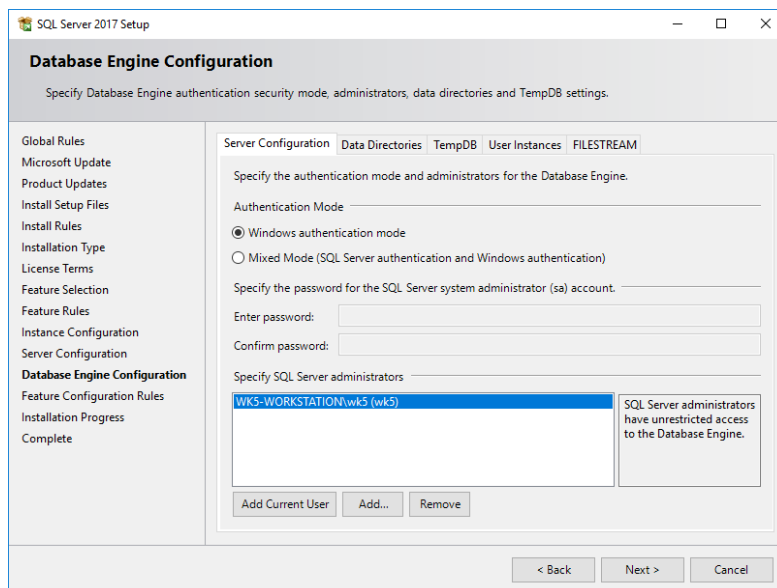 SQL Server 2017 Setup
Database Engine Configuration
Specify Database Engine authentication security mode, administrators, data directories and TempDB settings.
Global Rules
Microsoft Update
Product Updates
Install Setup Files
Install Rules
Installation Type
License Terms
Feature Selection
Feature Rules
Instance Configuration
Server Configuration
Database Engine Configuration
Feature Configuration Rules
Installation Progress
Complete
Server Configuration Data Directories TempDB User Instances FILESTREAM
Specify the authentication mode and administrators for the Database Engine.
Authentication Mode
Windows authentication mode
Mixed Mode (SQL Server authentication and Windows authentication)
Specify the password for the SQL Server system administrator (sa) account.
Enter password:
Confirm password:
Specify SQL Server administrators
WK5-WORKSTATION\wk5 (wk5)
SQL Server administrators
have unrestricted access
to the Database Engine.
Add Current User Add... Remove
< Back Next > Cancel